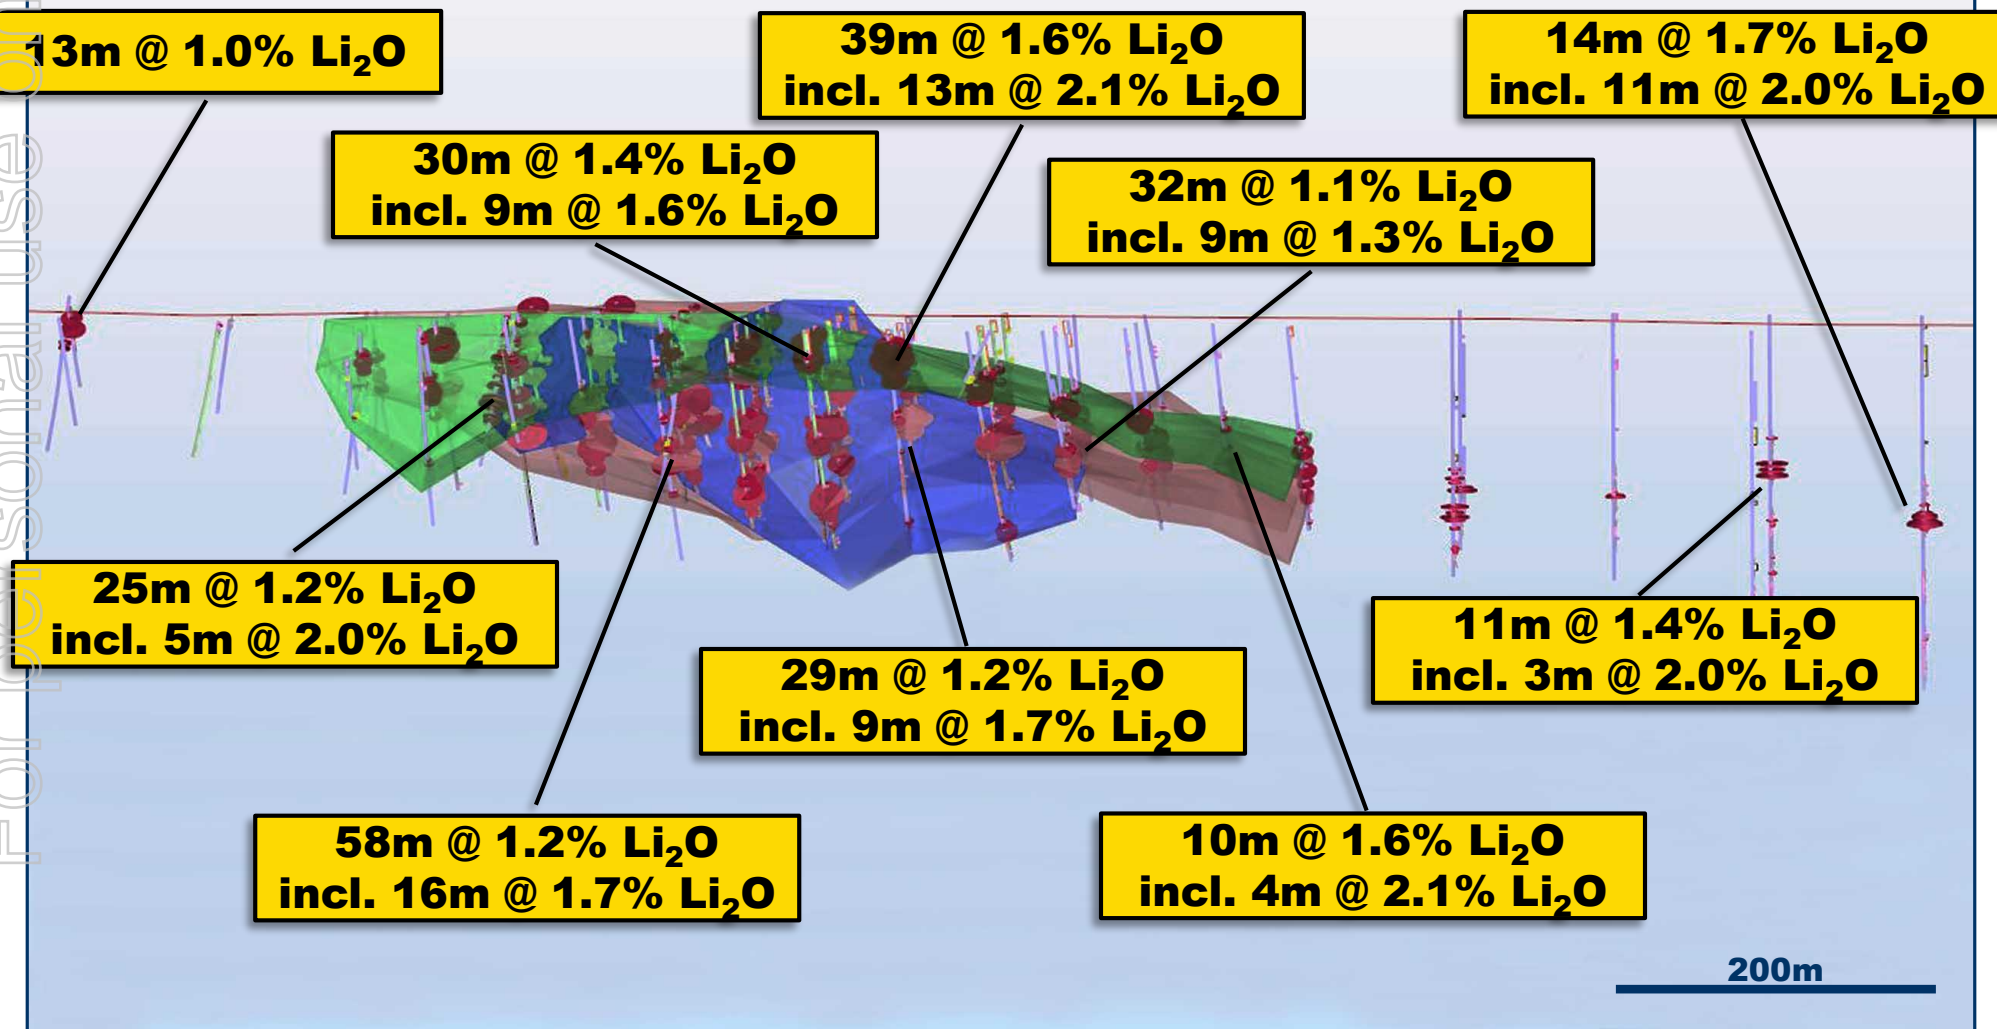 13m @ 1.0% Li₂O
39m @ 1.6% Li₂O
incl. 13m @ 2.1% Li₂O
14m @ 1.7% Li₂O
incl. 11m @ 2.0% Li₂O
30m @ 1.4% Li₂O
incl. 9m @ 1.6% Li₂O
32m @ 1.1% Li₂O
incl. 9m @ 1.3% Li₂O
25m @ 1.2% Li₂O
incl. 5m @ 2.0% Li₂O
29m @ 1.2% Li₂O
incl. 9m @ 1.7% Li₂O
11m @ 1.4% Li₂O
incl. 3m @ 2.0% Li₂O
58m @ 1.2% Li₂O
incl. 16m @ 1.7% Li₂O
10m @ 1.6% Li₂O
incl. 4m @ 2.1% Li₂O
200m
For personal use